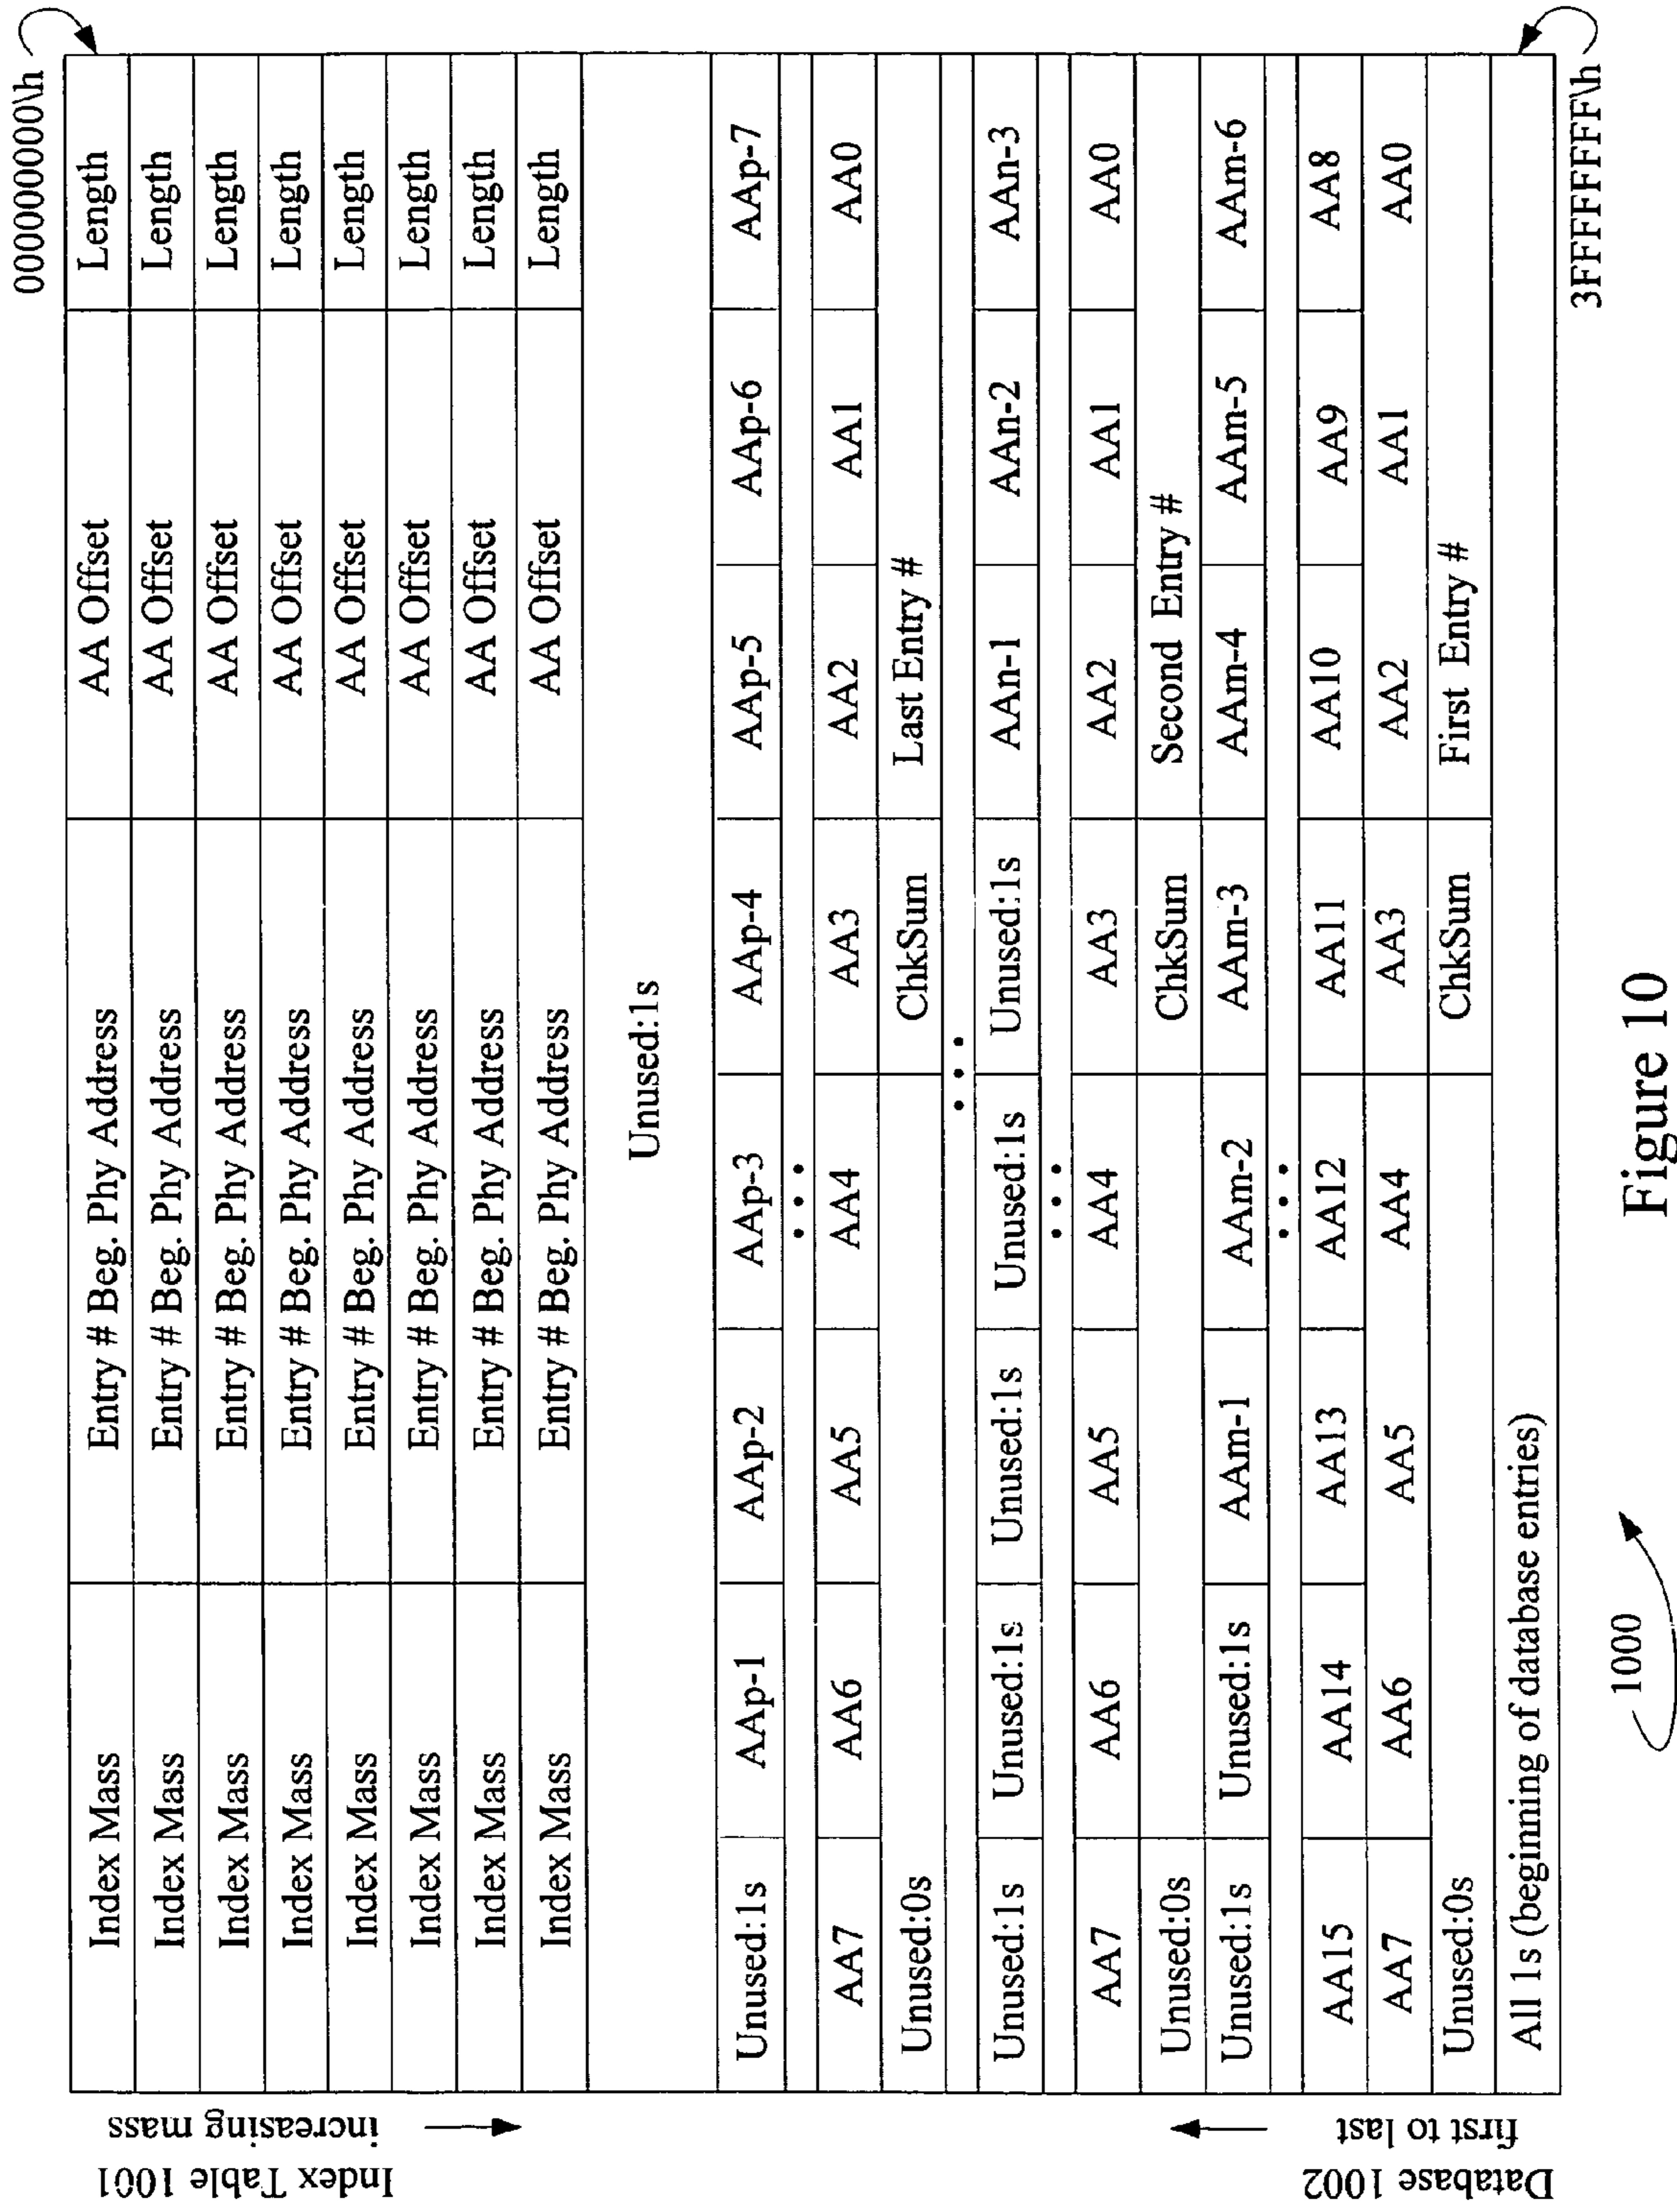 00000000\h
Index Table 1001
increasing mass
Index Mass Entry # Beg. Phy Address AA Offset Length
Index Mass Entry # Beg. Phy Address AA Offset Length
Index Mass Entry # Beg. Phy Address AA Offset Length
Index Mass Entry # Beg. Phy Address AA Offset Length
Index Mass Entry # Beg. Phy Address AA Offset Length
Index Mass Entry # Beg. Phy Address AA Offset Length
Index Mass Entry # Beg. Phy Address AA Offset Length
Index Mass Entry # Beg. Phy Address AA Offset Length
Unused:1s
Unused:1s AAp-1 AAp-2 AAp-3 AAp-4 AAp-5 AAp-6 AAp-7
• • •
AA7 AA6 AA5 AA4 AA3 AA2 AA1 AA0
Unused:0s ChkSum Last Entry #
• • •
Unused:1s Unused:1s Unused:1s Unused:1s Unused:1s AAn-1 AAn-2 AAn-3
• • •
AA7 AA6 AA5 AA4 AA3 AA2 AA1 AA0
Unused:0s ChkSum Second Entry #
Unused:1s Unused:1s AAm-1 AAm-2 AAm-3 AAm-4 AAm-5 AAm-6
• • •
AA15 AA14 AA13 AA12 AA11 AA10 AA9 AA8
AA7 AA6 AA5 AA4 AA3 AA2 AA1 AA0
Unused:0s ChkSum First Entry #
All 1s (beginning of database entries)
Database 1002
first to last
3FFFFFFF\h
1000
Figure 10